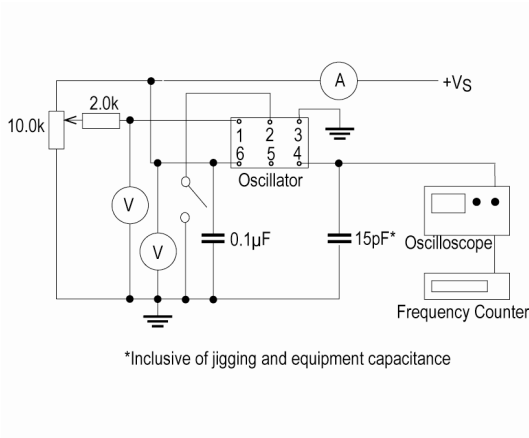 A
+VS
2.0k
10.0k
1 2 3
6 5 4
Oscillator
V
V
0.1µF
15pF*
Oscilloscope
Frequency Counter
*Inclusive of jigging and equipment capacitance